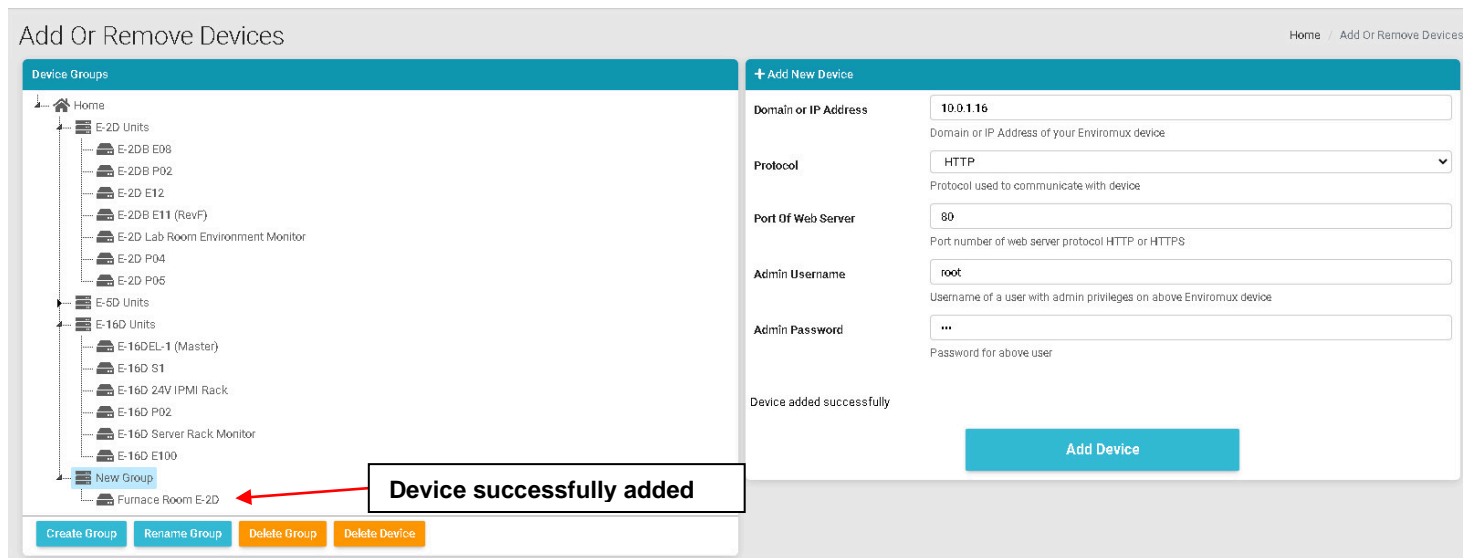 Add Or Remove Devices
Home / Add Or Remove Devices
Device Groups
Home
E-2D Units
E-2DB E08
E-2DB P02
E-2D E12
E-2DB E11 (RevF)
E-2D Lab Room Environment Monitor
E-2D P04
E-2D P05
E-5D Units
E-16D Units
E-16DEL-1 (Master)
E-16D S1
E-16D 24V IPMI Rack
E-16D P02
E-16D Server Rack Monitor
E-16D E100
New Group
Furnace Room E-2D
Device successfully added
Create Group
Rename Group
Delete Group
Delete Device
+ Add New Device
Domain or IP Address
10.0.1.16
Domain or IP Address of your Enviromux device
Protocol
HTTP
Protocol used to communicate with device
Port Of Web Server
80
Port number of web server protocol HTTP or HTTPS
Admin Username
root
Username of a user with admin privileges on above Enviromux device
Admin Password
•••
Password for above user
Device added successfully
Add Device